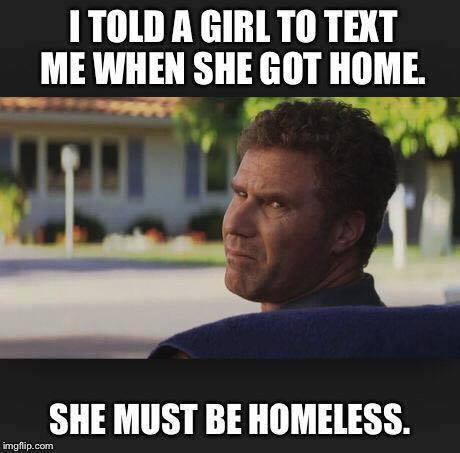 I TOLD A GIRL TO TEXT
ME WHEN SHE GOT HOME.
SHE MUST BE HOMELESS.
imgflip.com